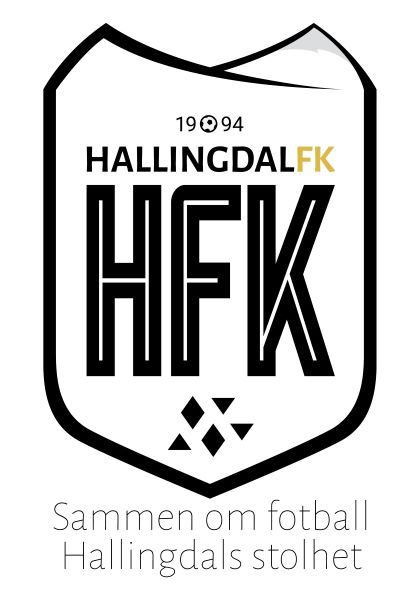 19 94
HALLINGDALFK
HFK
Sammen om fotball
Hallingdals stolhet